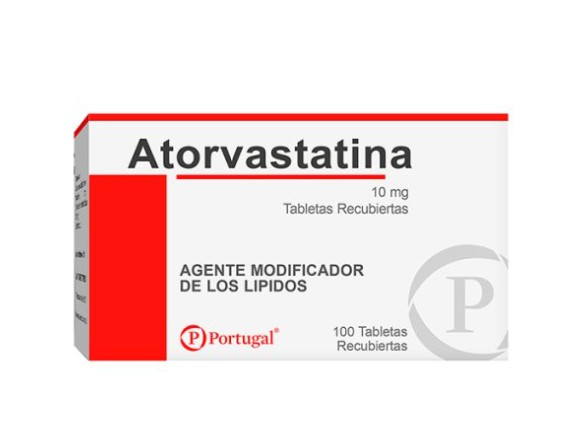 Atorvastatina
10 mg
Tabletas Recubiertas
AGENTE MODIFICADOR
DE LOS LIPIDOS
P Portugal®
100 Tabletas
Recubiertas
P